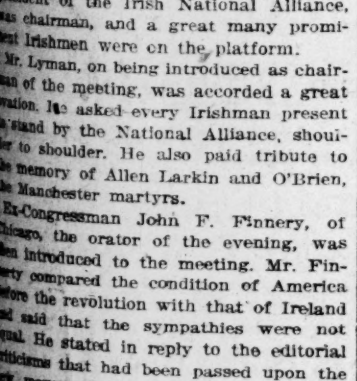 of the Irish National Alliance,
was chairman, and a great many promi-
nent Irishmen were on the platform.
Mr. Lyman, on being introduced as chair-
man of the meeting, was accorded a great
ovation. He asked every Irishman present
to stand by the National Alliance, shoul-
der to shoulder. He also paid tribute to
the memory of Allen Larkin and O'Brien,
the Manchester martyrs.
Ex-Congressman John F. Finnery, of
Chicago, the orator of the evening, was
then introduced to the meeting. Mr. Fin-
erty compared the condition of America
before the revolution with that of Ireland
and said that the sympathies were not
equal. He stated in reply to the editorial
criticisms that had been passed upon the